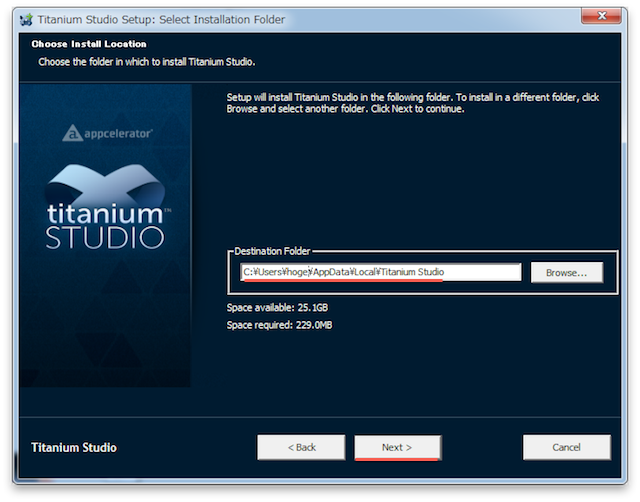 Titanium Studio Setup: Select Installation Folder
Choose Install Location
Choose the folder in which to install Titanium Studio.
appcelerator®
titanium™
STUDIO
Setup will install Titanium Studio in the following folder. To install in a different folder, click
Browse and select another folder. Click Next to continue.
Destination Folder
C:¥Users¥hoge¥AppData¥Local¥Titanium Studio
Browse...
Space available: 25.1GB
Space required: 229.0MB
Titanium Studio
< Back
Next >
Cancel